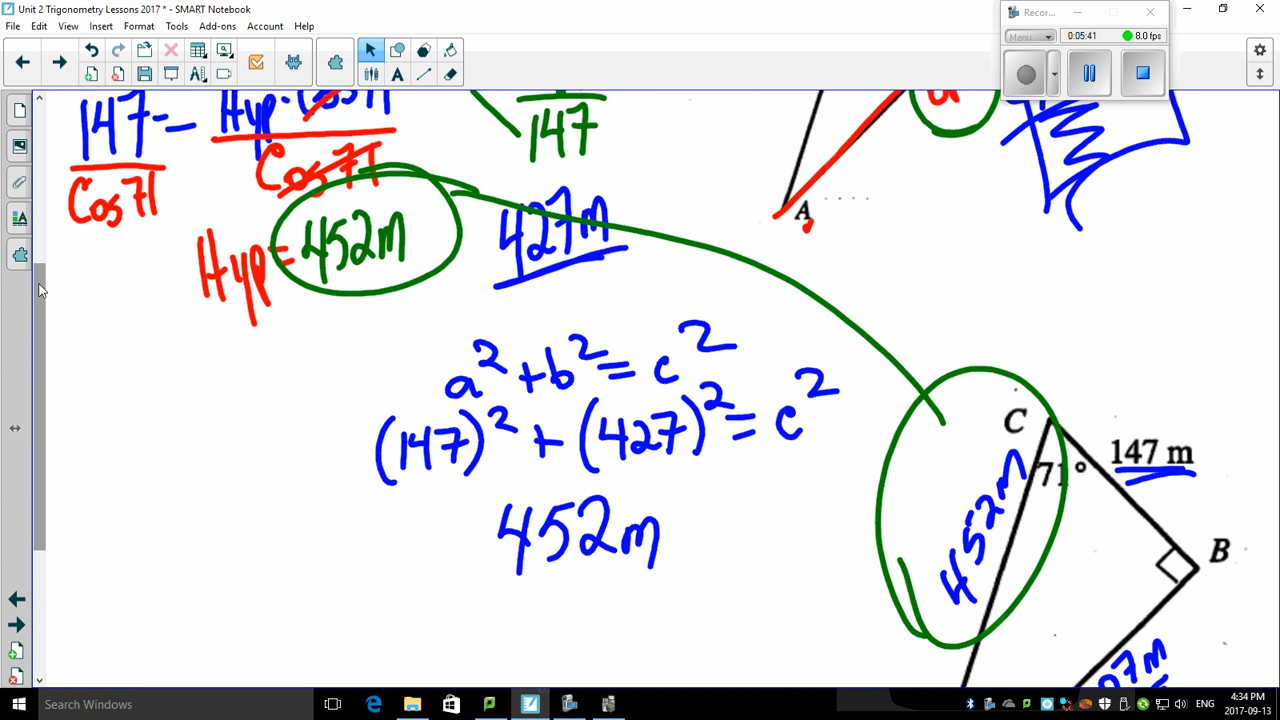 Unit 2 Trigonometry Lessons 2017 * - SMART Notebook
Recor...
File Edit View Insert Format Tools Add-ons Account Help
Menu
0:05:41
8.0 fps
147 = Hyp · Cos 71
Cos 71 Cos 71
147
Hyp = 452m
427m
A
a² + b² = c²
(147)² + (427)² = c²
452m
C
71°
147 m
452m
B
7m
Search Windows
4:34 PM
2017-09-13